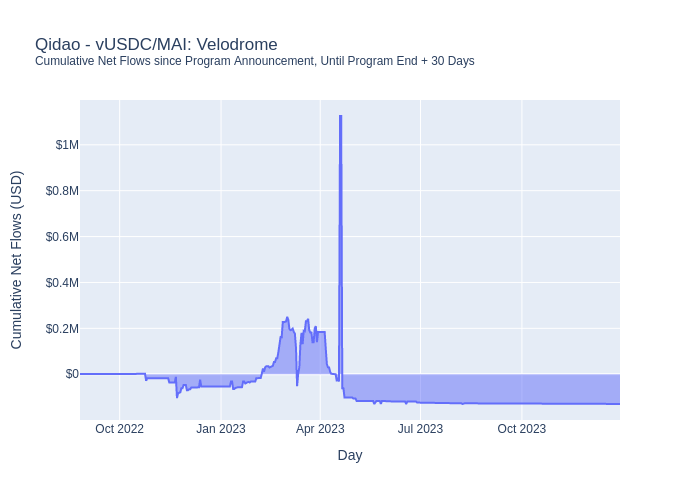 Qidao - vUSDC/MAI: Velodrome
Cumulative Net Flows since Program Announcement, Until Program End + 30 Days
Cumulative Net Flows (USD)
$1M
$0.8M
$0.6M
$0.4M
$0.2M
$0
Oct 2022
Jan 2023
Apr 2023
Jul 2023
Oct 2023
Day